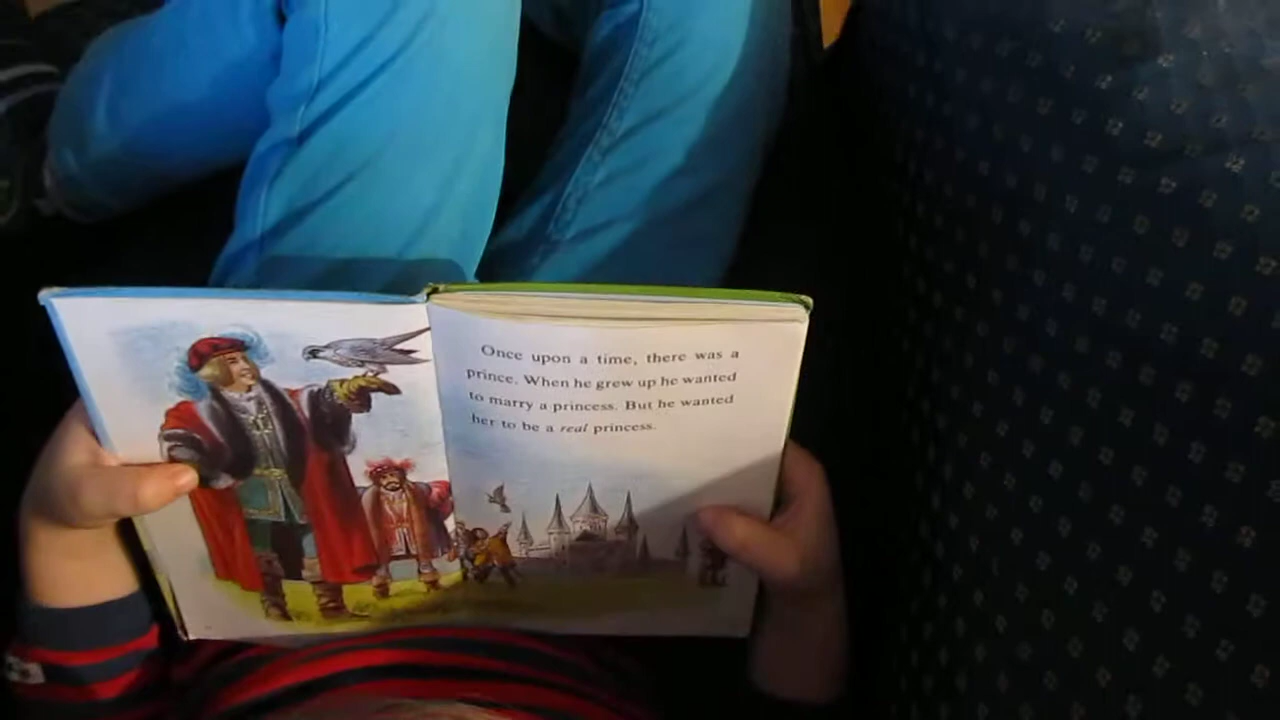 Once upon a time, there was a
prince. When he grew up he wanted
to marry a princess. But he wanted
her to be a real princess.